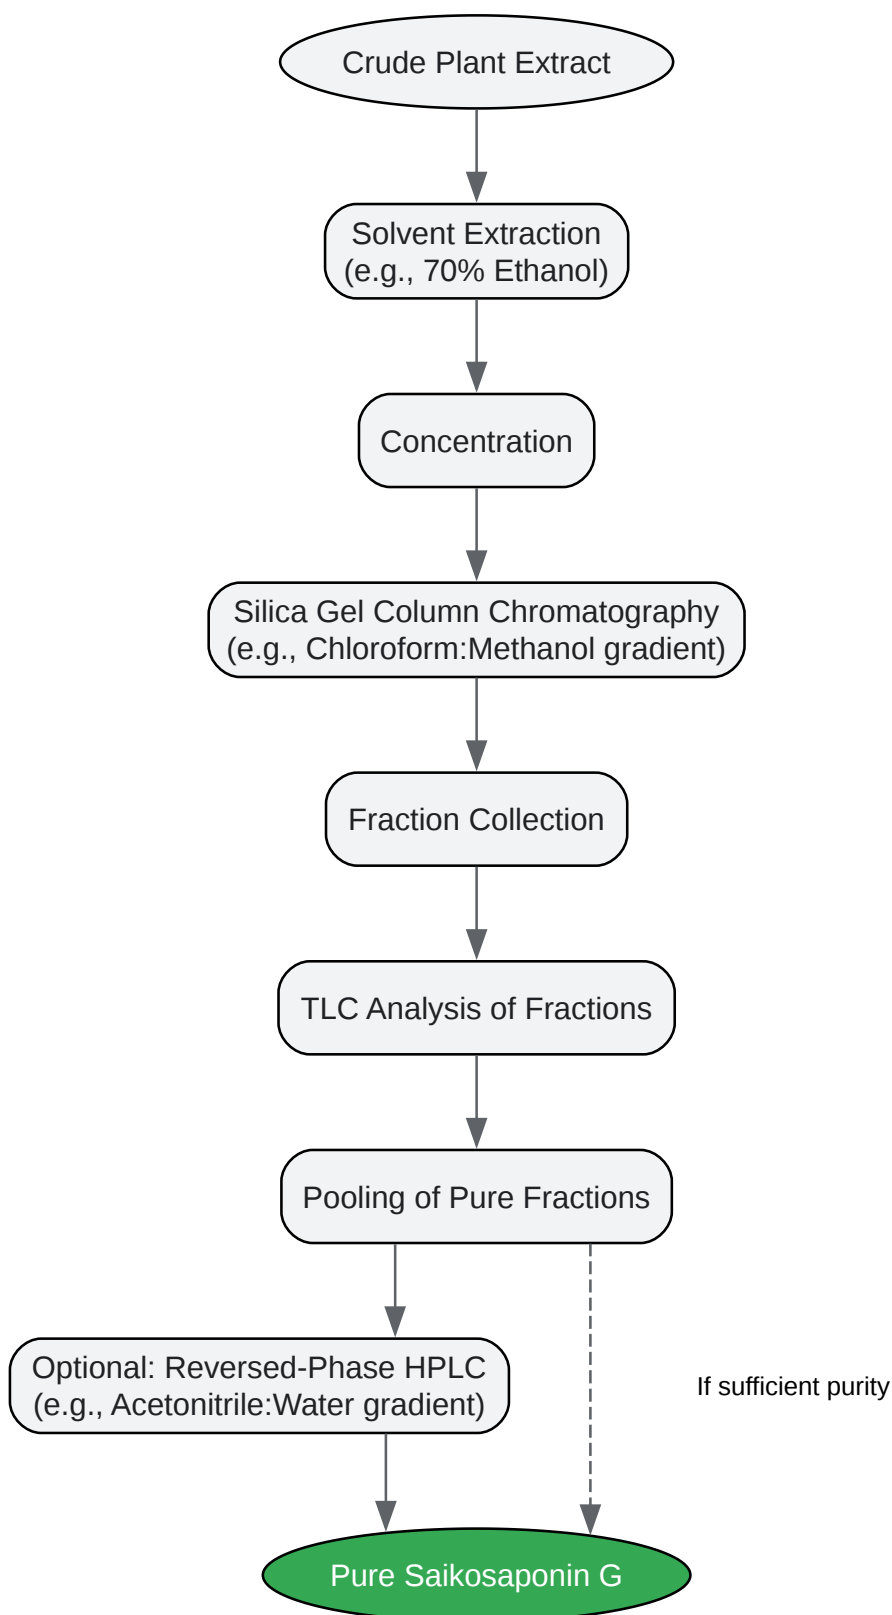 Crude Plant Extract
Solvent Extraction
(e.g., 70% Ethanol)
Concentration
Silica Gel Column Chromatography
(e.g., Chloroform:Methanol gradient)
Fraction Collection
TLC Analysis of Fractions
Pooling of Pure Fractions
Optional: Reversed-Phase HPLC
(e.g., Acetonitrile:Water gradient)
If sufficient purity
Pure Saikosaponin G